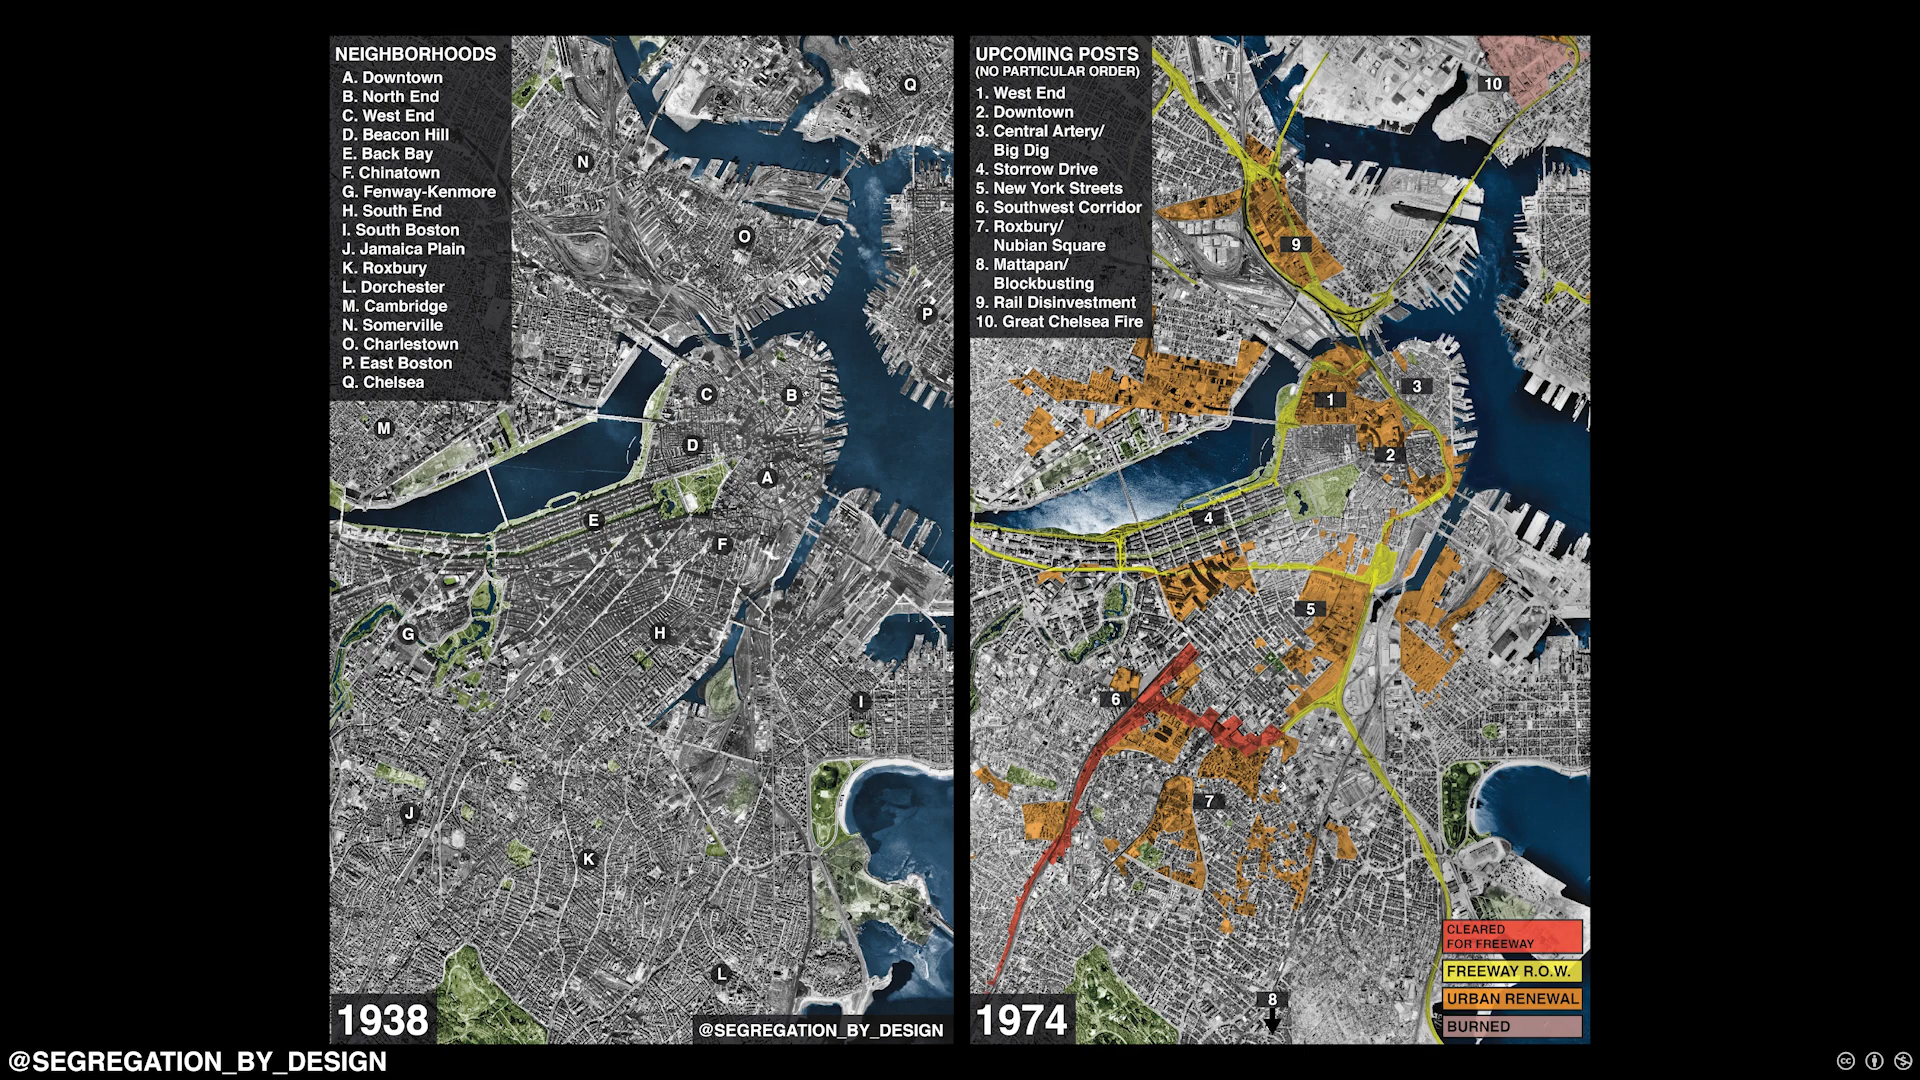 NEIGHBORHOODS
A. Downtown
B. North End
C. West End
D. Beacon Hill
E. Back Bay
F. Chinatown
G. Fenway-Kenmore
H. South End
I. South Boston
J. Jamaica Plain
K. Roxbury
L. Dorchester
M. Cambridge
N. Somerville
O. Charlestown
P. East Boston
Q. Chelsea
Q
N
O
P
C
B
M
D
A
E
F
G
H
I
J
K
L
1938
@SEGREGATION_BY_DESIGN
UPCOMING POSTS
(NO PARTICULAR ORDER)
1. West End
2. Downtown
3. Central Artery/
Big Dig
4. Storrow Drive
5. New York Streets
6. Southwest Corridor
7. Roxbury/
Nubian Square
8. Mattapan/
Blockbusting
9. Rail Disinvestment
10. Great Chelsea Fire
10
9
3
1
2
4
5
6
7
8
CLEARED
FOR FREEWAY
FREEWAY R.O.W.
URBAN RENEWAL
BURNED
1974
@SEGREGATION_BY_DESIGN
cc